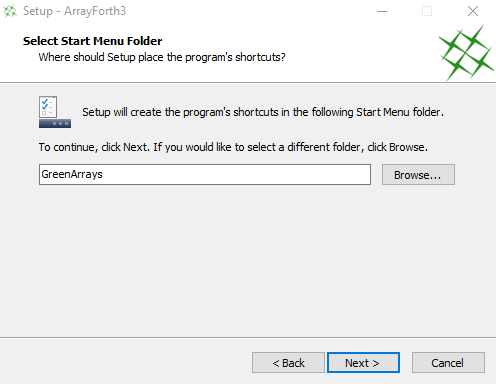 Setup - ArrayForth3
Select Start Menu Folder
Where should Setup place the program's shortcuts?
Setup will create the program's shortcuts in the following Start Menu folder.
To continue, click Next. If you would like to select a different folder, click Browse.
GreenArrays
Browse...
< Back
Next >
Cancel